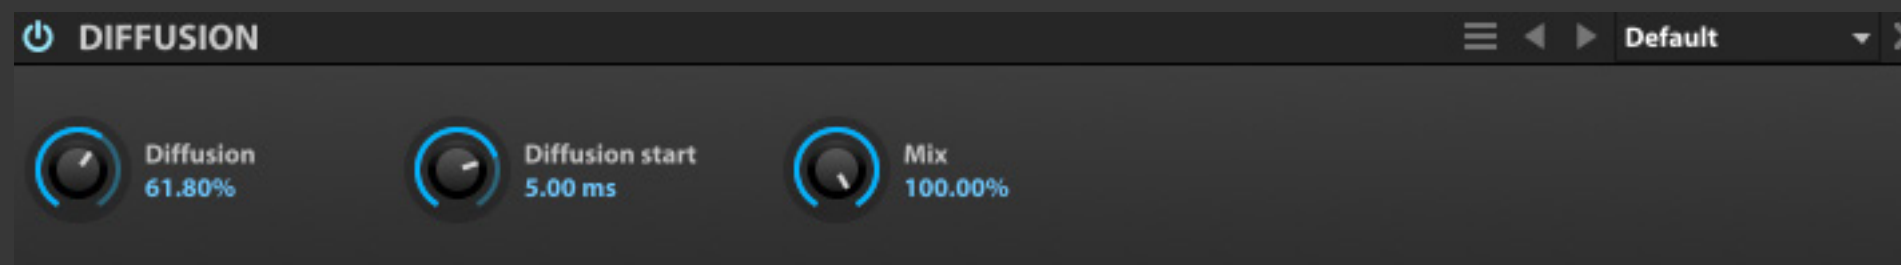 DIFFUSION
Default
Diffusion
61.80%
Diffusion start
5.00 ms
Mix
100.00%